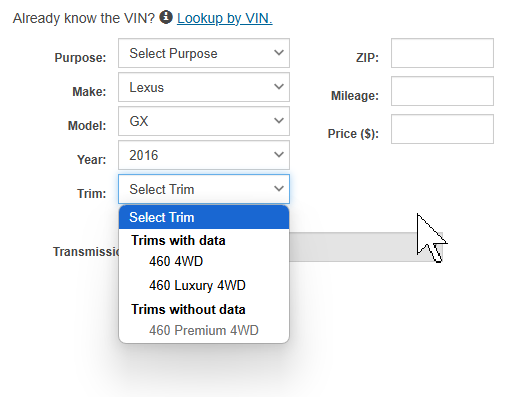 Already know the VIN? Lookup by VIN.
Purpose: Select Purpose
ZIP:
Make: Lexus
Mileage:
Model: GX
Price ($):
Year: 2016
Trim: Select Trim
Select Trim
Trims with data
460 4WD
Transmissio
460 Luxury 4WD
Trims without data
460 Premium 4WD